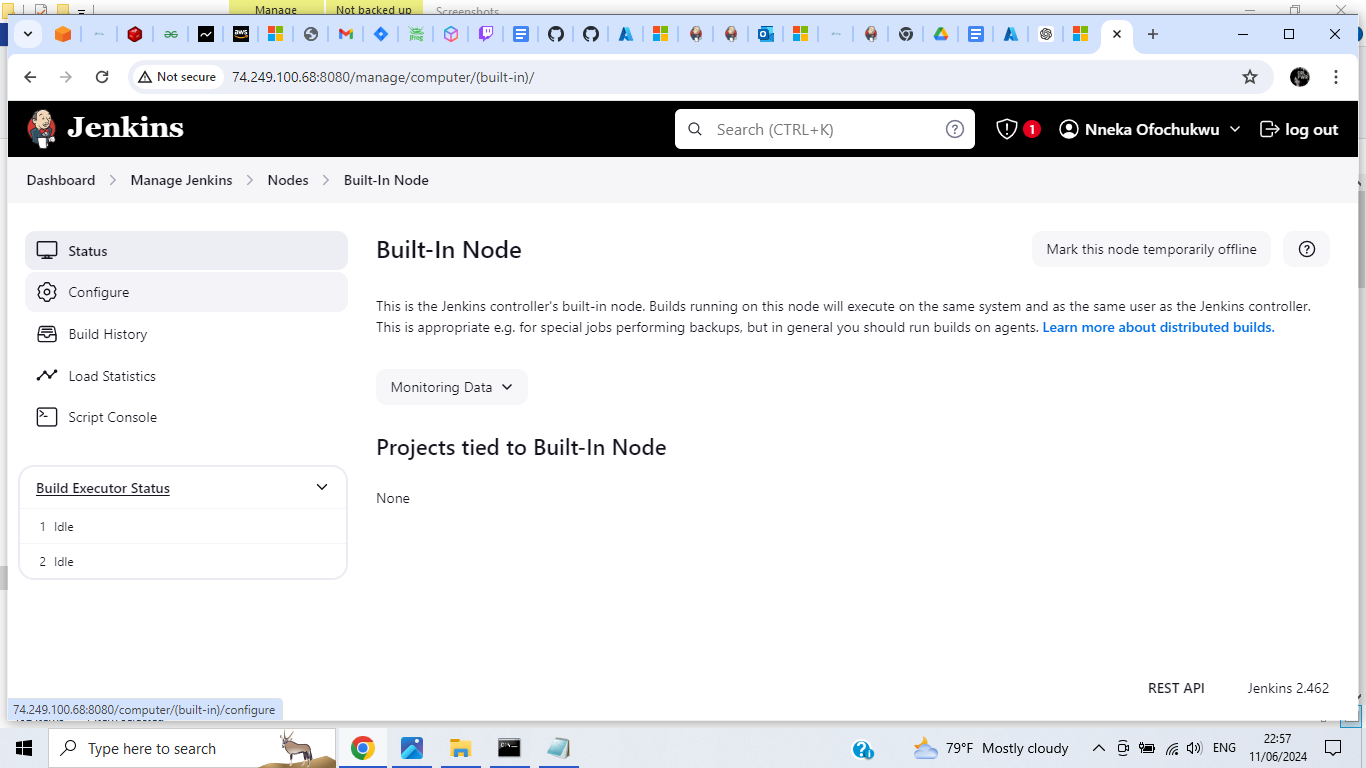 Manage
Not backed up
Screenshots
aws
Not secure
74.249.100.68:8080/manage/computer/(built-in)/
Jenkins
Search (CTRL+K)
1
Nneka Ofochukwu
log out
Dashboard
Manage Jenkins
Nodes
Built-In Node
Status
Configure
Build History
Load Statistics
Script Console
Build Executor Status
1 Idle
2 Idle
Built-In Node
Mark this node temporarily offline
This is the Jenkins controller's built-in node. Builds running on this node will execute on the same system and as the same user as the Jenkins controller.
This is appropriate e.g. for special jobs performing backups, but in general you should run builds on agents. Learn more about distributed builds.
Monitoring Data
Projects tied to Built-In Node
None
REST API
Jenkins 2.462
74.249.100.68:8080/computer/(built-in)/configure
Type here to search
79°F Mostly cloudy
ENG
22:57
11/06/2024